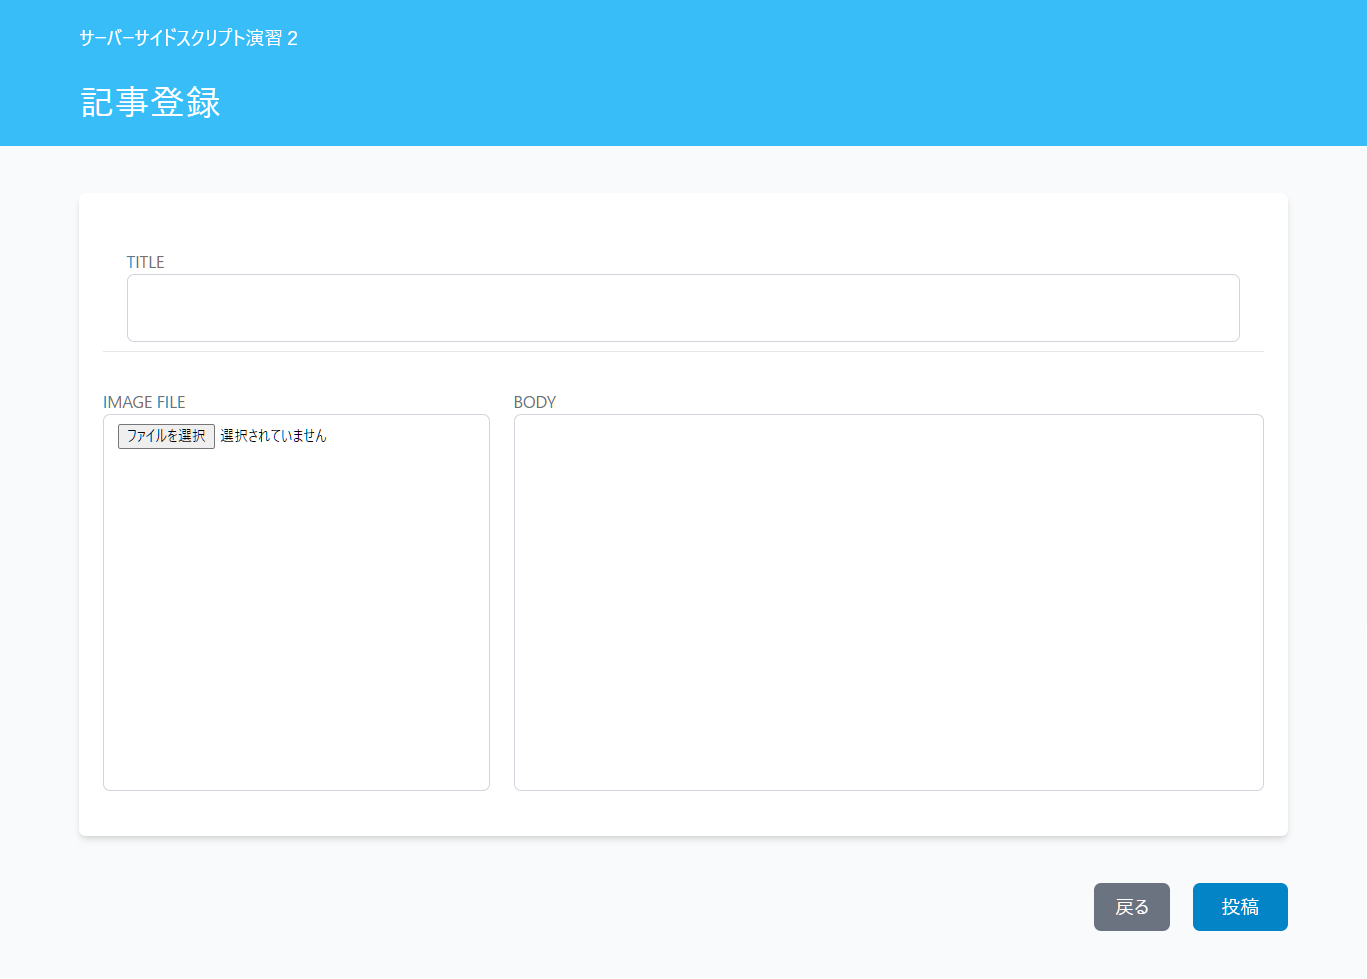 サーバーサイドスクリプト演習２
記事登録
TITLE
IMAGE FILE
BODY
ファイルを選択 選択されていません
戻る
投稿